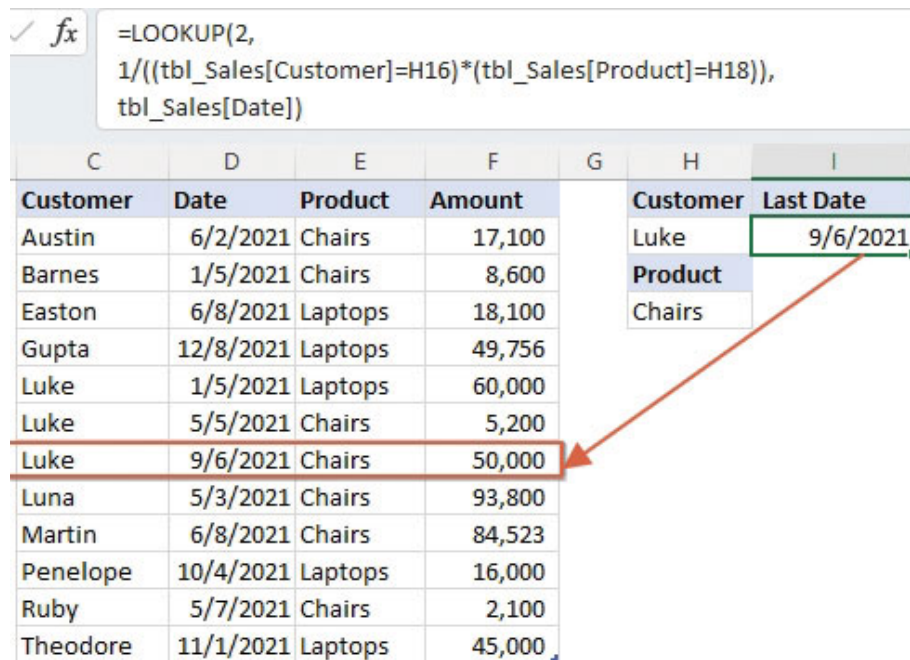 fx =LOOKUP(2,
1/((tbl_Sales[Customer]=H16)*(tbl_Sales[Product]=H18)),
tbl_Sales[Date])
C D E F G H I
Customer Date Product Amount Customer Last Date
Austin 6/2/2021 Chairs 17,100 Luke 9/6/2021
Barnes 1/5/2021 Chairs 8,600 Product
Easton 6/8/2021 Laptops 18,100 Chairs
Gupta 12/8/2021 Laptops 49,756
Luke 1/5/2021 Laptops 60,000
Luke 5/5/2021 Chairs 5,200
Luke 9/6/2021 Chairs 50,000
Luna 5/3/2021 Chairs 93,800
Martin 6/8/2021 Chairs 84,523
Penelope 10/4/2021 Laptops 16,000
Ruby 5/7/2021 Chairs 2,100
Theodore 11/1/2021 Laptops 45,000